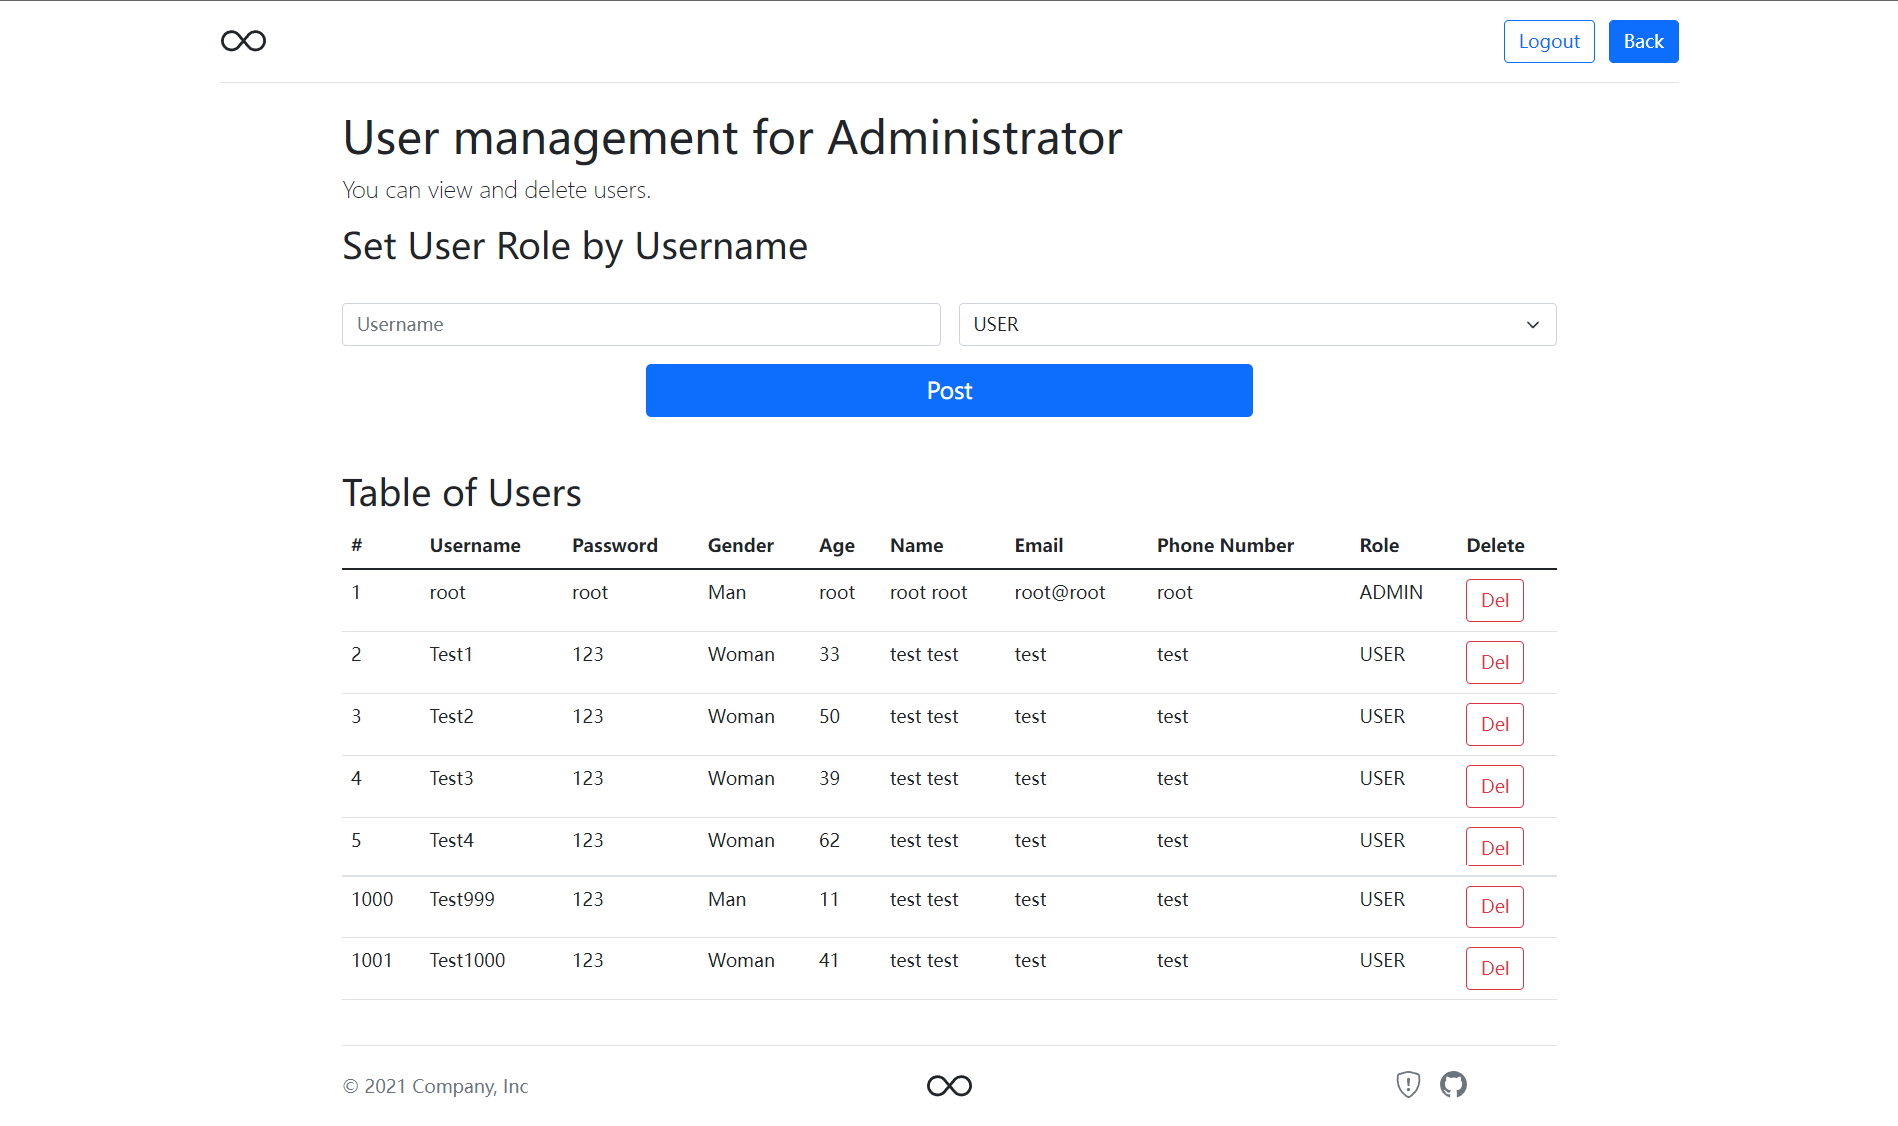 Logout Back
User management for Administrator
You can view and delete users.
Set User Role by Username
Username USER
Post
Table of Users
# Username Password Gender Age Name Email Phone Number Role Delete
1 root root Man root root root root@root root ADMIN Del
2 Test1 123 Woman 33 test test test test USER Del
3 Test2 123 Woman 50 test test test test USER Del
4 Test3 123 Woman 39 test test test test USER Del
5 Test4 123 Woman 62 test test test test USER Del
1000 Test999 123 Man 11 test test test test USER Del
1001 Test1000 123 Woman 41 test test test test USER Del
© 2021 Company, Inc